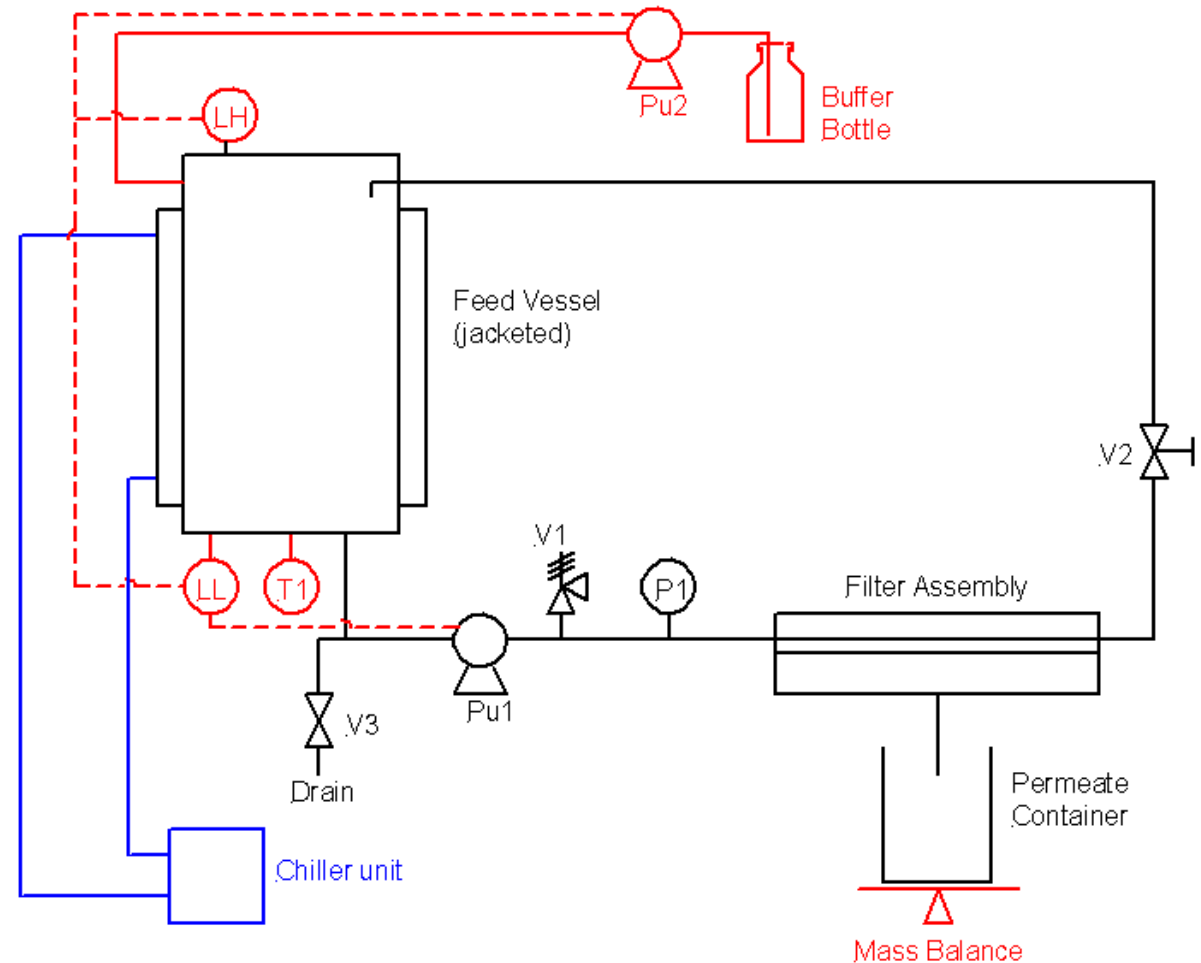 Pu2
Buffer
Bottle
LH
Feed Vessel
(jacketed)
V2
V1
LL
T1
P1
Filter Assembly
Pu1
V3
Drain
Permeate
Container
Chiller unit
Mass Balance